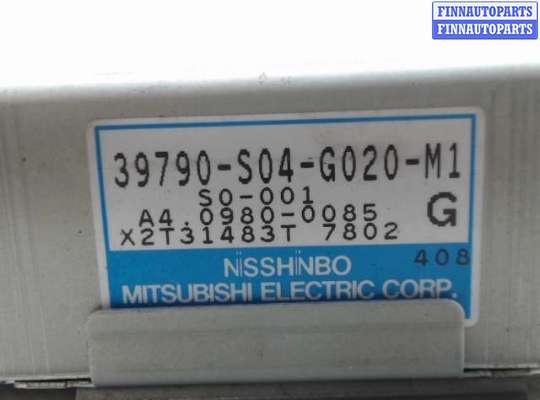 FINNAUTOPARTS
FINNAUTOPARTS
39790-S04-G020-M1
S0-001
A4.0980-0085 G
X2T31483T 7802
408
NISSHINBO
MITSUBISHI ELECTRIC CORP.